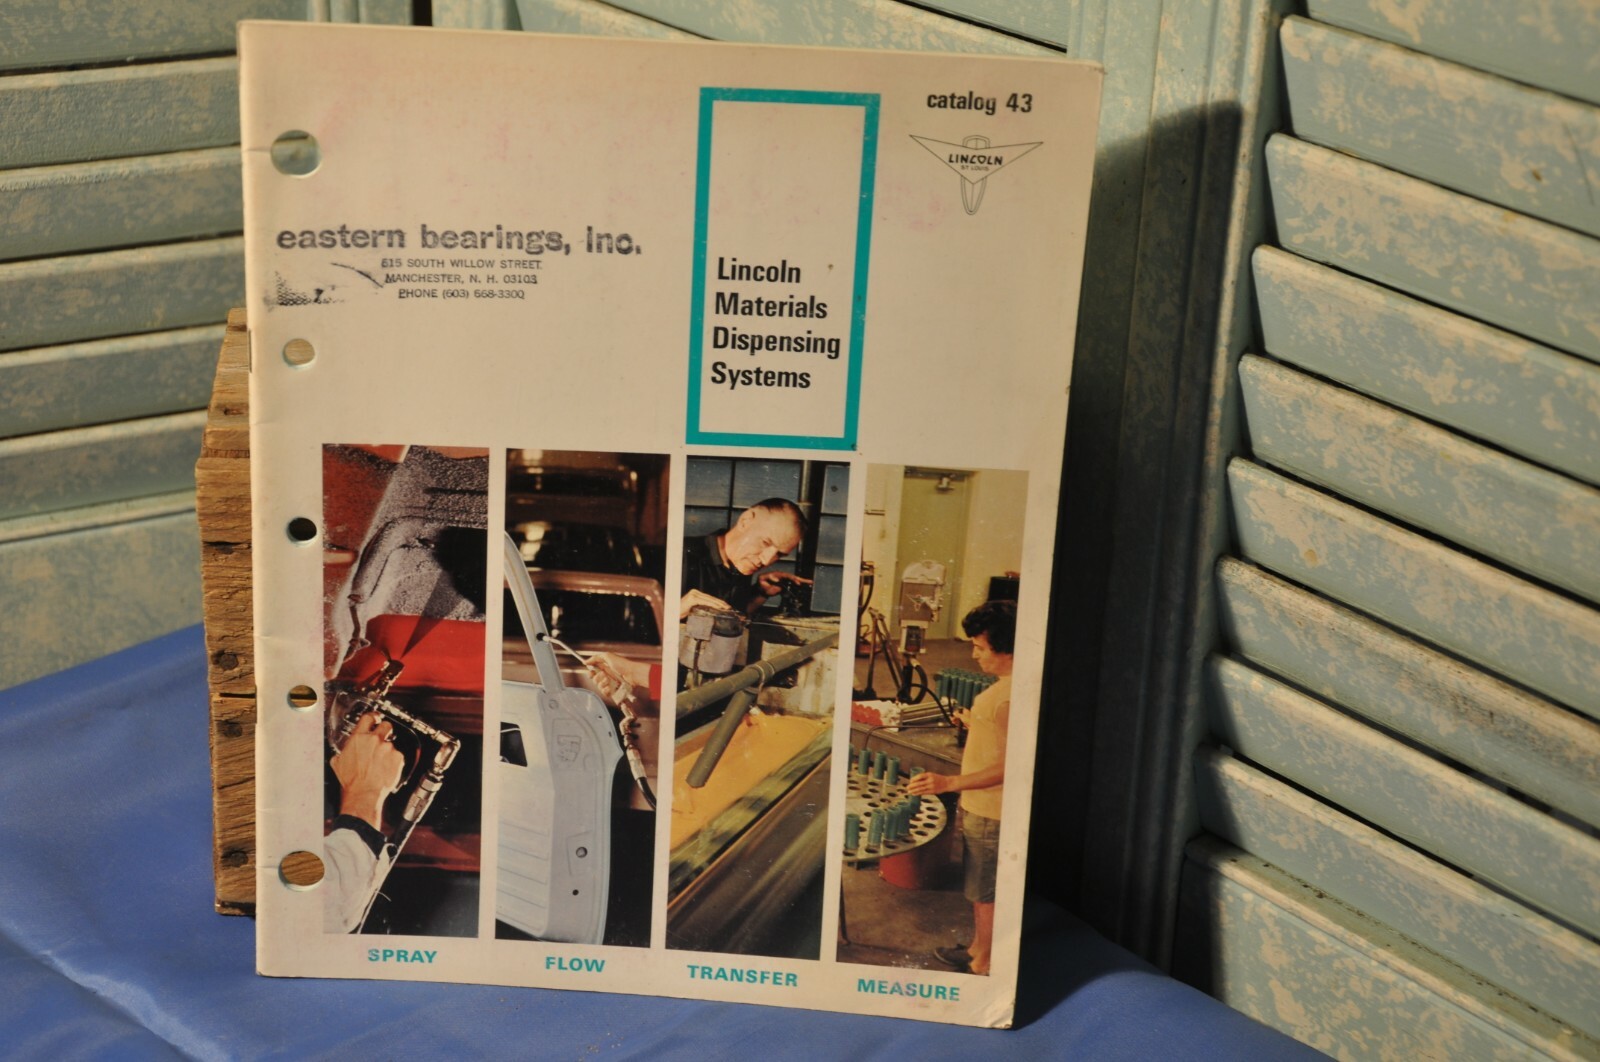 catalog 43
LINCOLN
ST LOUIS
eastern bearings, inc.
615 SOUTH WILLOW STREET
MANCHESTER, N. H. 03103
PHONE (603) 668-3300
Lincoln
Materials
Dispensing
Systems
SPRAY
FLOW
TRANSFER
MEASURE